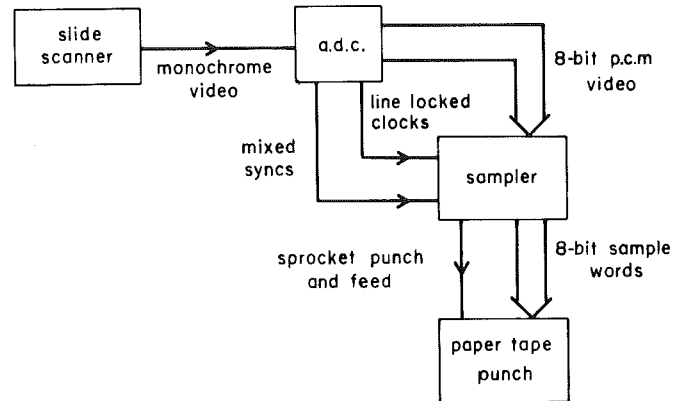 slide
scanner
monochrome
video
a.d.c.
8-bit p.c.m
video
line locked
clocks
mixed
syncs
sampler
sprocket punch
and feed
8-bit sample
words
paper tape
punch